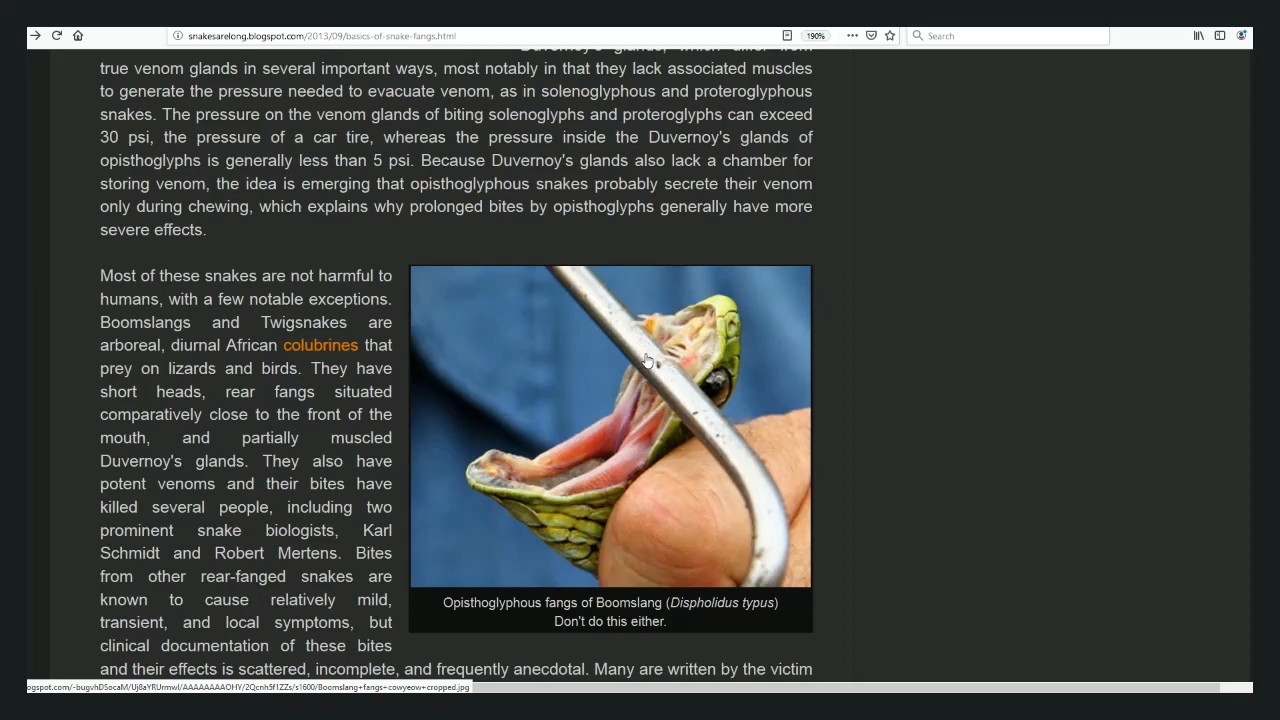 snakesarelong.blogspot.com/2013/09/basics-of-snake-fangs.html
190%
Search
Duvernoy's glands, which differ from
true venom glands in several important ways, most notably in that they lack associated muscles
to generate the pressure needed to evacuate venom, as in solenoglyphous and proteroglyphous
snakes. The pressure on the venom glands of biting solenoglyphs and proteroglyphs can exceed
30 psi, the pressure of a car tire, whereas the pressure inside the Duvernoy's glands of
opisthoglyphs is generally less than 5 psi. Because Duvernoy's glands also lack a chamber for
storing venom, the idea is emerging that opisthoglyphous snakes probably secrete their venom
only during chewing, which explains why prolonged bites by opisthoglyphs generally have more
severe effects.
Most of these snakes are not harmful to
humans, with a few notable exceptions.
Boomslangs and Twigsnakes are
arboreal, diurnal African colubrines that
prey on lizards and birds. They have
short heads, rear fangs situated
comparatively close to the front of the
mouth, and partially muscled
Duvernoy's glands. They also have
potent venoms and their bites have
killed several people, including two
prominent snake biologists, Karl
Schmidt and Robert Mertens. Bites
from other rear-fanged snakes are
known to cause relatively mild,
transient, and local symptoms, but
clinical documentation of these bites
and their effects is scattered, incomplete, and frequently anecdotal. Many are written by the victim
Opisthoglyphous fangs of Boomslang (Dispholidus typus)
Don't do this either.